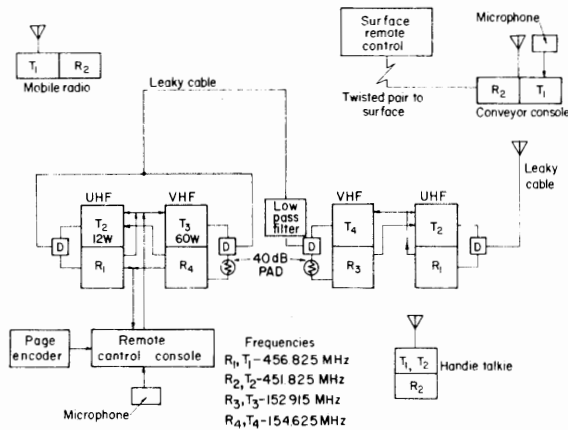 T₁
R₂
Mobile radio
Surface
remote
control
Microphone
Leaky cable
Twisted pair to
surface
R₂
T₁
Conveyor console
Leaky
cable
UHF
VHF
Low
pass
filter
VHF
UHF
D
T₂
12W
R₁
T₃
60W
R₄
D
40 dB
PAD
D
T₄
R₃
T₂
R₁
D
Page
encoder
Remote
control console
Microphone
Frequencies
R₁,T₁-456.825 MHz
R₂,T₂-451.825 MHz
R₃,T₃-152.915 MHz
R₄,T₄-154.625 MHz
T₁, T₂
R₂
Handie talkie